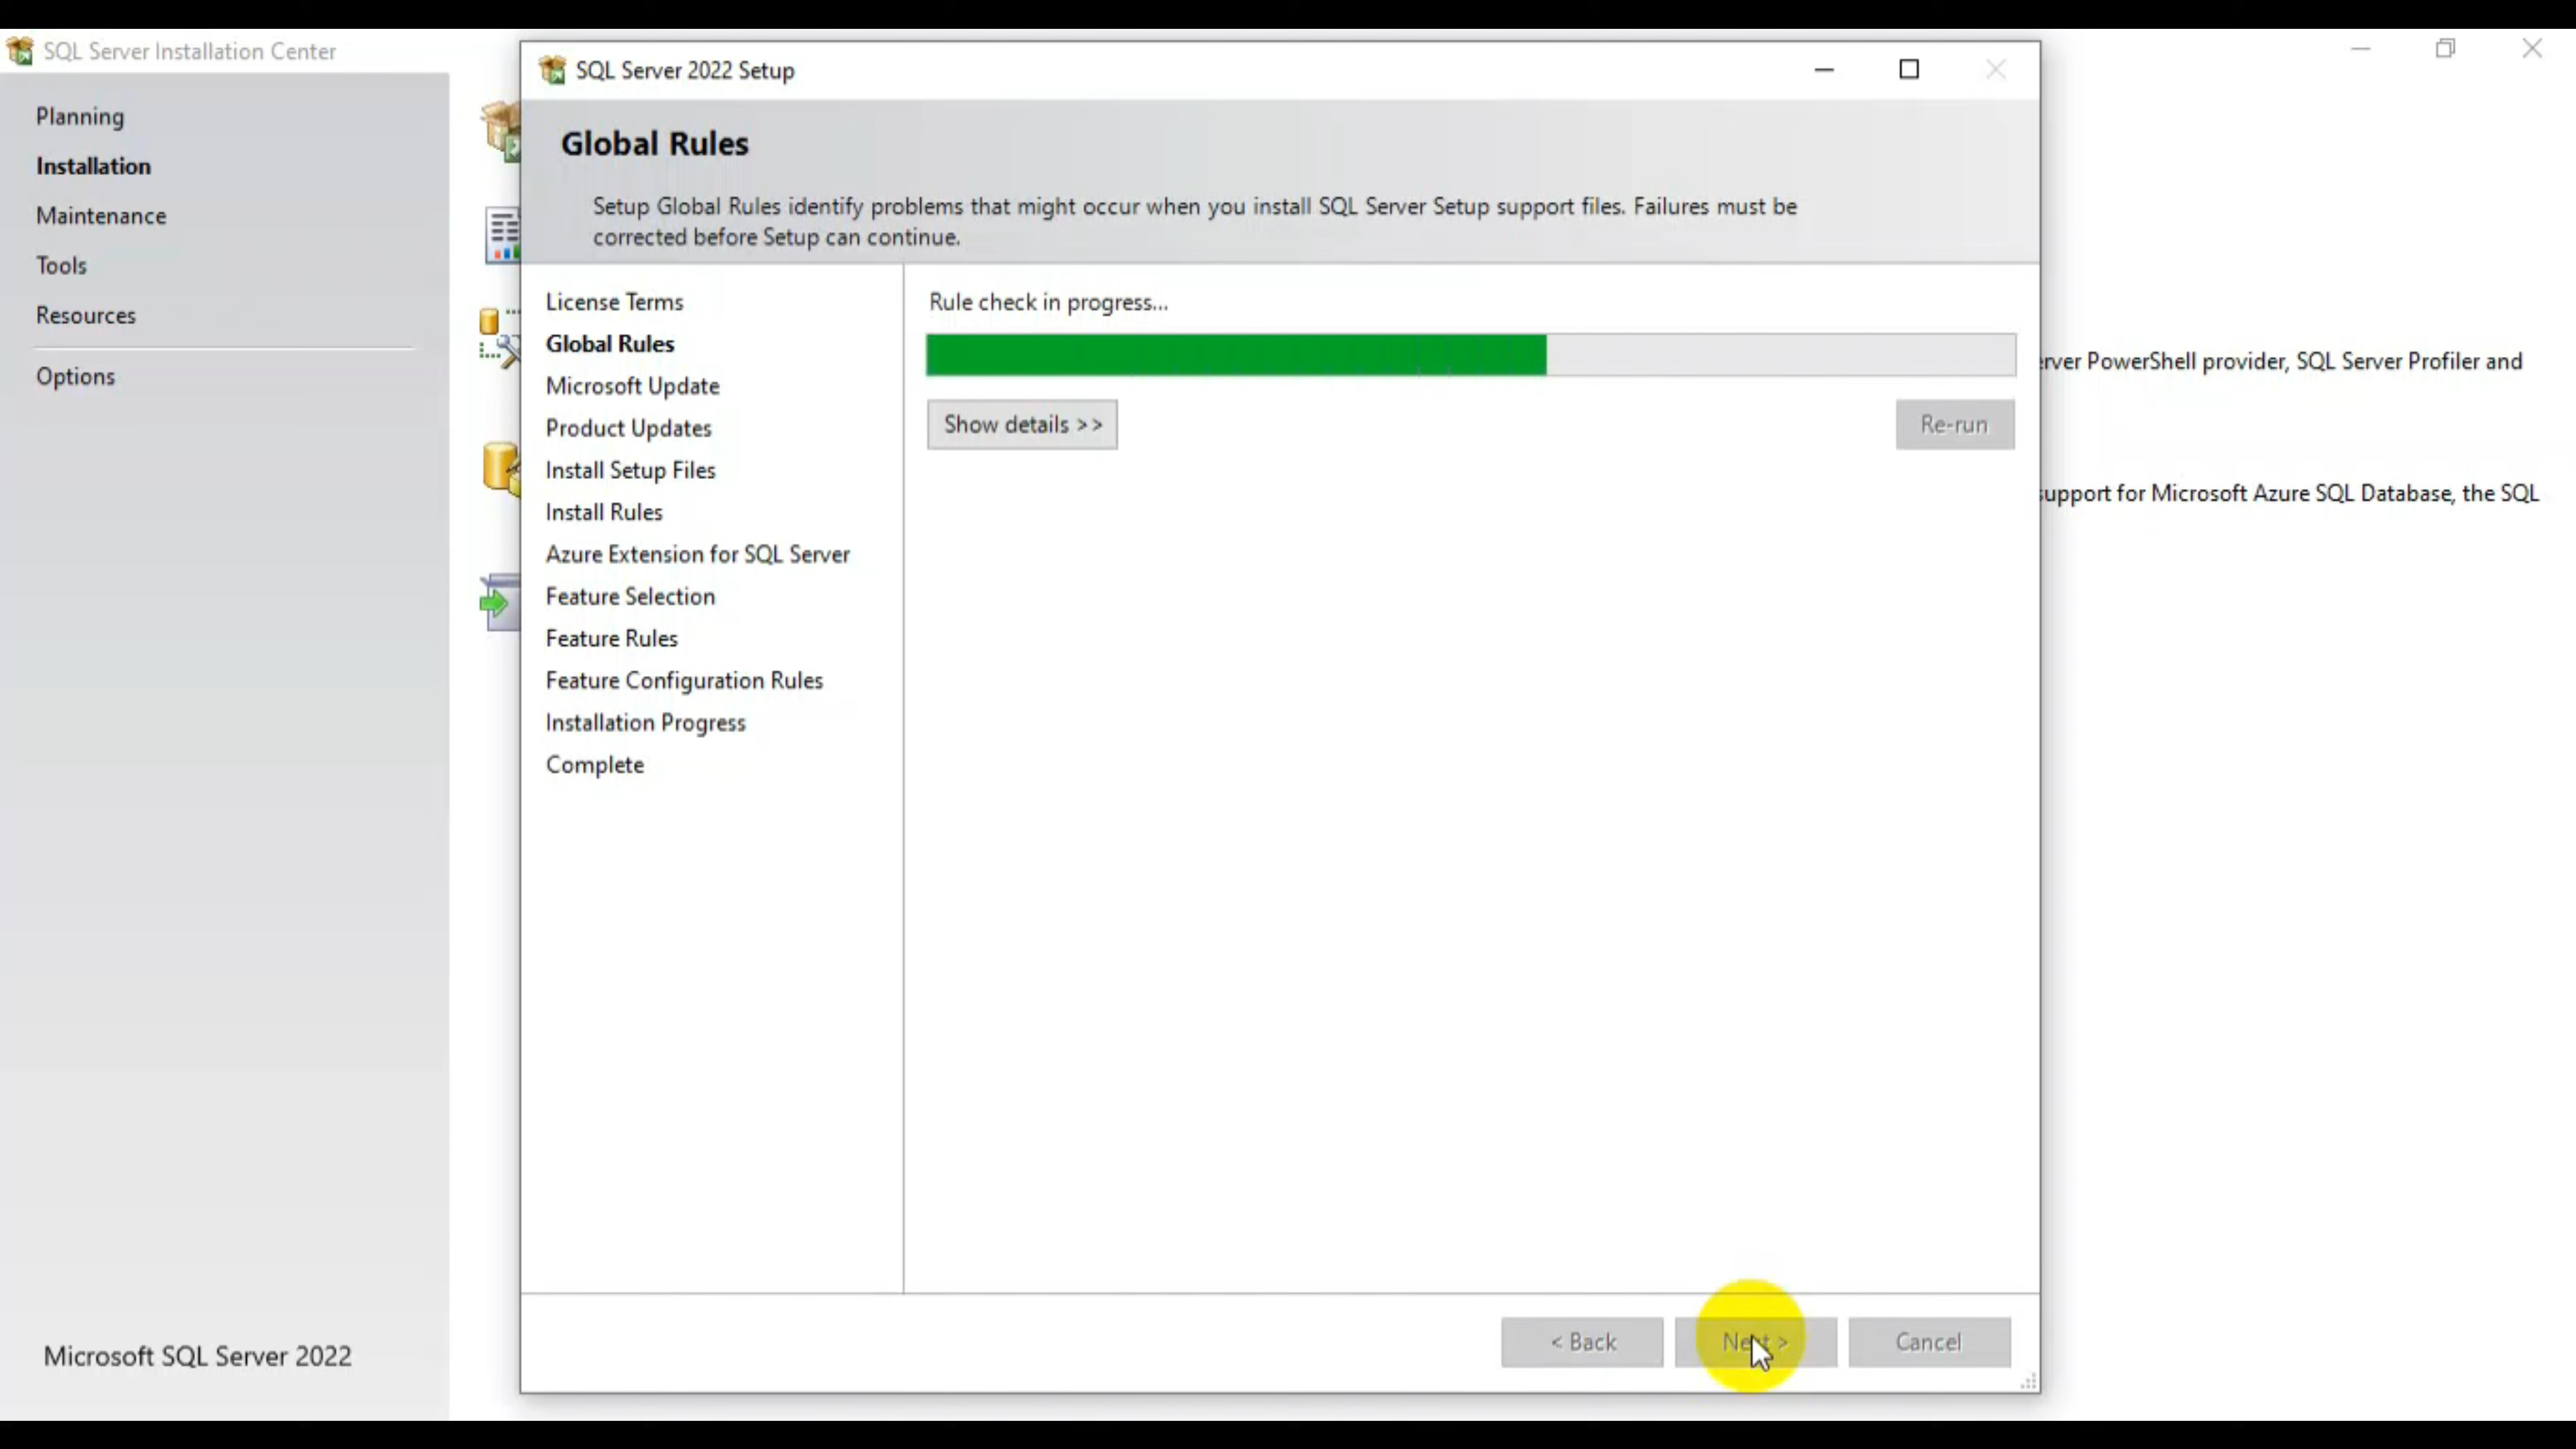 SQL Server Installation Center
Planning
Installation
Maintenance
Tools
Resources
Options
Microsoft SQL Server 2022
SQL Server 2022 Setup
Global Rules
Setup Global Rules identify problems that might occur when you install SQL Server Setup support files. Failures must be
corrected before Setup can continue.
License Terms
Global Rules
Microsoft Update
Product Updates
Install Setup Files
Install Rules
Azure Extension for SQL Server
Feature Selection
Feature Rules
Feature Configuration Rules
Installation Progress
Complete
Rule check in progress...
Show details >>
Re-run
< Back
Next >
Cancel
PowerShell provider, SQL Server Profiler and
support for Microsoft Azure SQL Database, the SQL